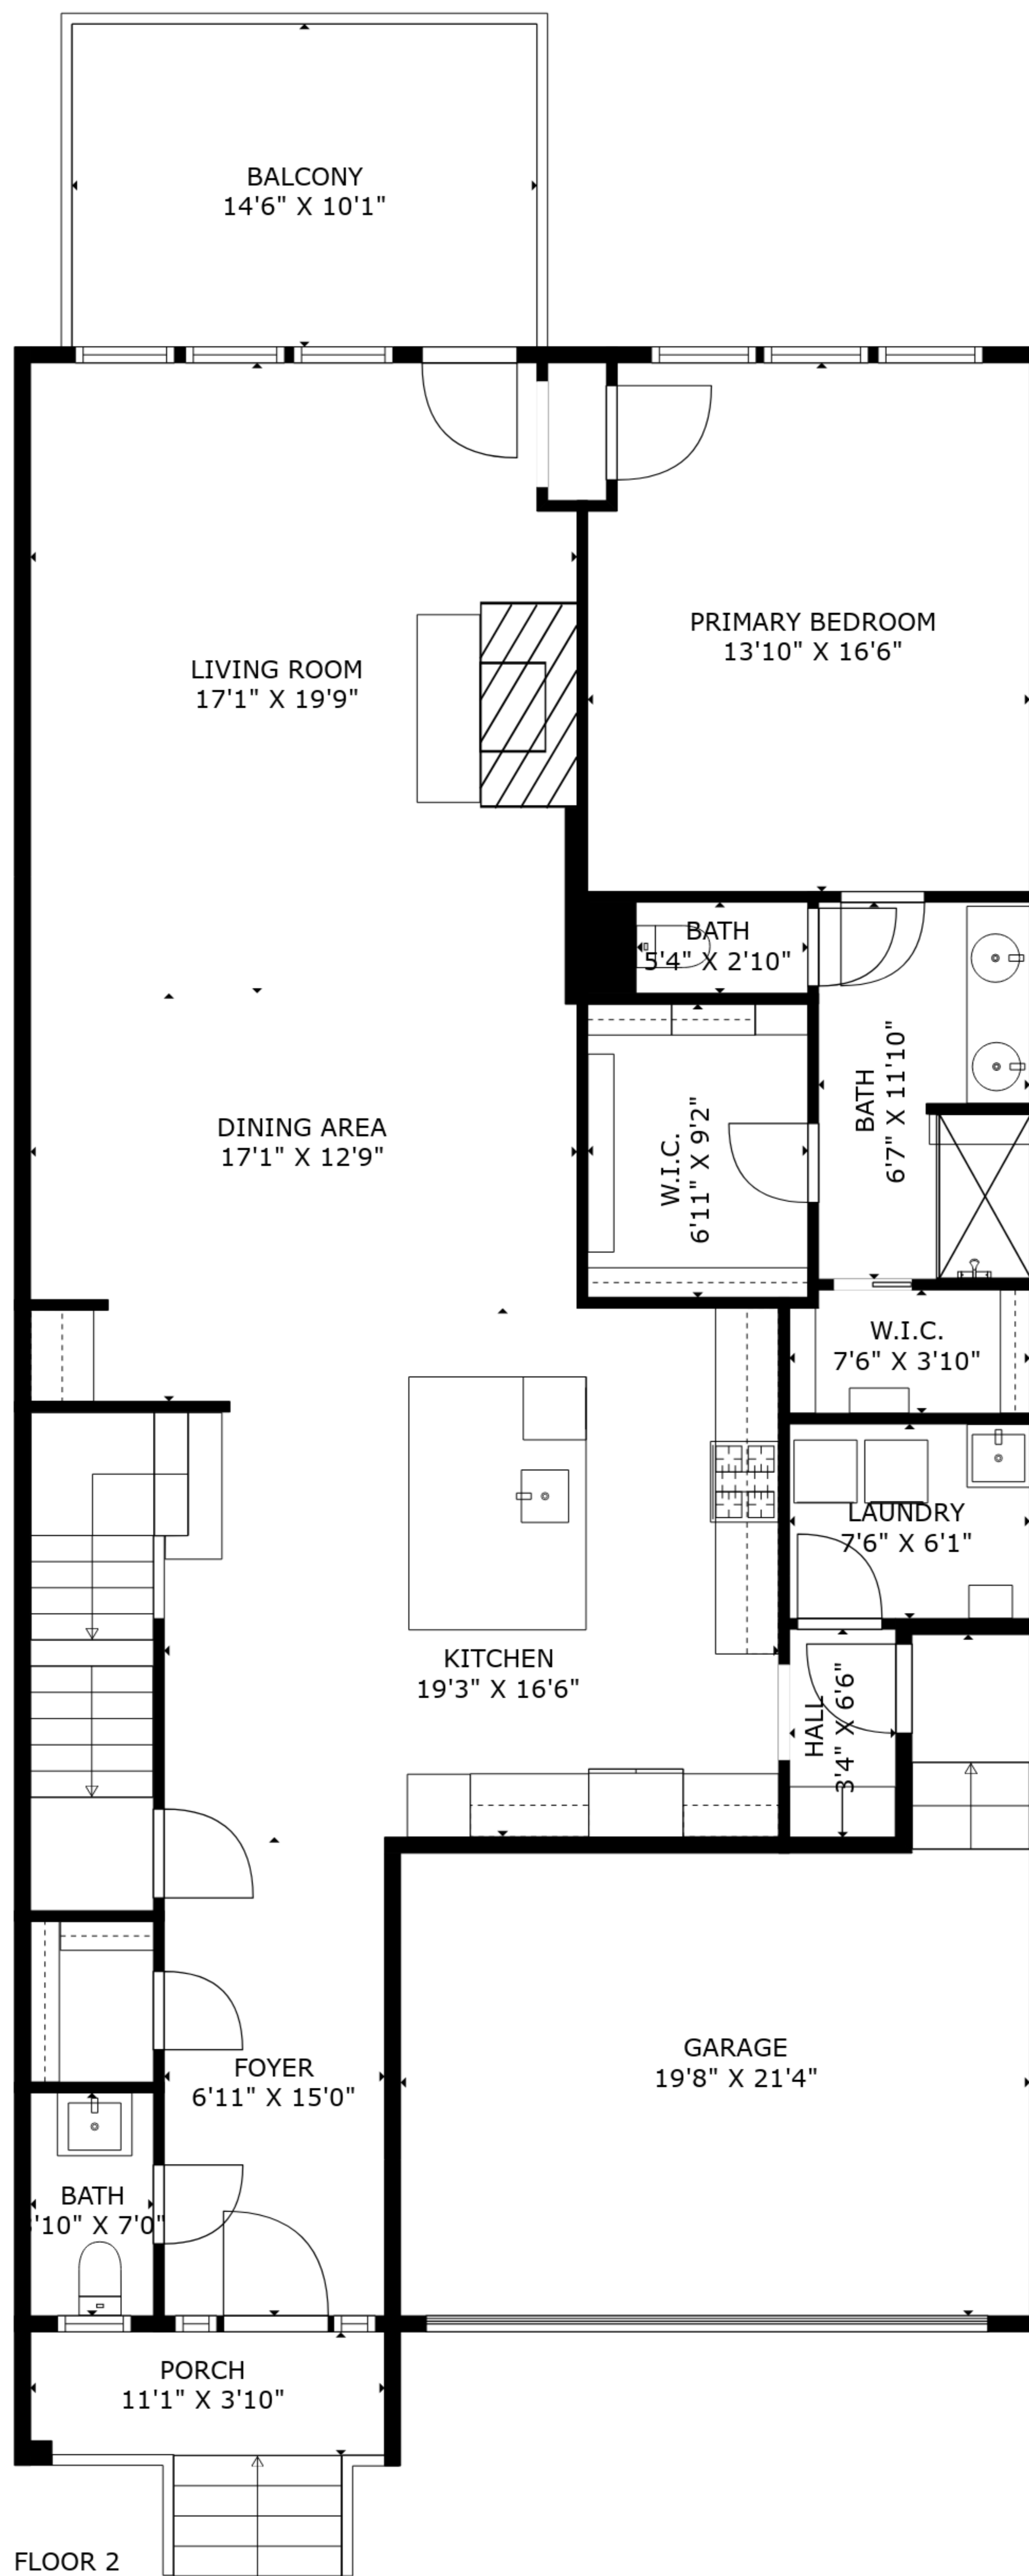 BALCONY
14'6" X 10'1"
LIVING ROOM
17'1" X 19'9"
PRIMARY BEDROOM
13'10" X 16'6"
BATH
5'4" X 2'10"
BATH
6'7" X 11'10"
DINING AREA
17'1" X 12'9"
W.I.C.
6'11" X 9'2"
W.I.C.
7'6" X 3'10"
LAUNDRY
7'6" X 6'1"
KITCHEN
19'3" X 16'6"
HALL
3'4" X 6'6"
GARAGE
19'8" X 21'4"
FOYER
6'11" X 15'0"
BATH
'10" X 7'0"
PORCH
11'1" X 3'10"
FLOOR 2